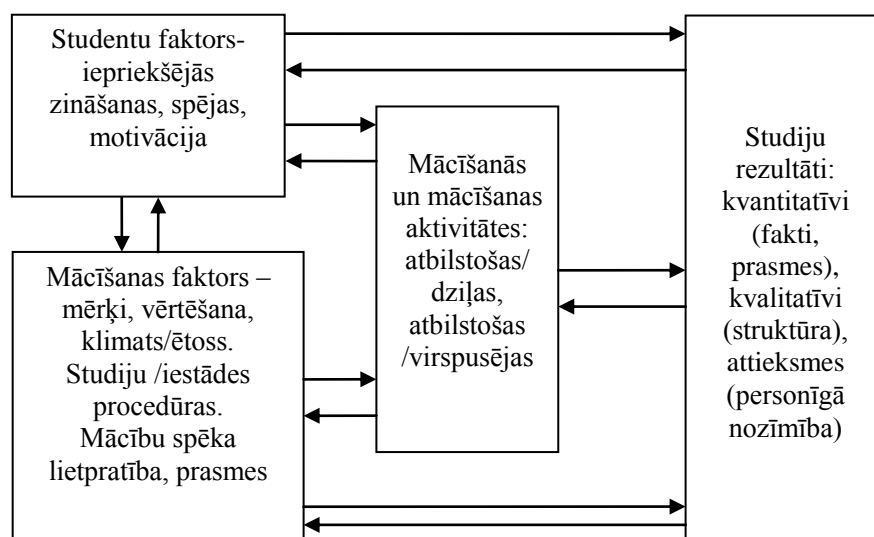 Studentu faktors-
iepriekšējās
zināšanas, spējas,
motivācija
Mācīšanas faktors –
mērķi, vērtēšana,
klimats/ētoss.
Studiju /iestādes
procedūras.
Mācību spēka
lietpratība, prasmes
Mācīšanās
un mācīšanas
aktivitātes:
atbilstošas/
dziļas,
atbilstošas
/virspusējas
Studiju
rezultāti:
kvantitatīvi
(fakti,
prasmes),
kvalitatīvi
(struktūra),
attieksmes
(personīgā
nozīmība)